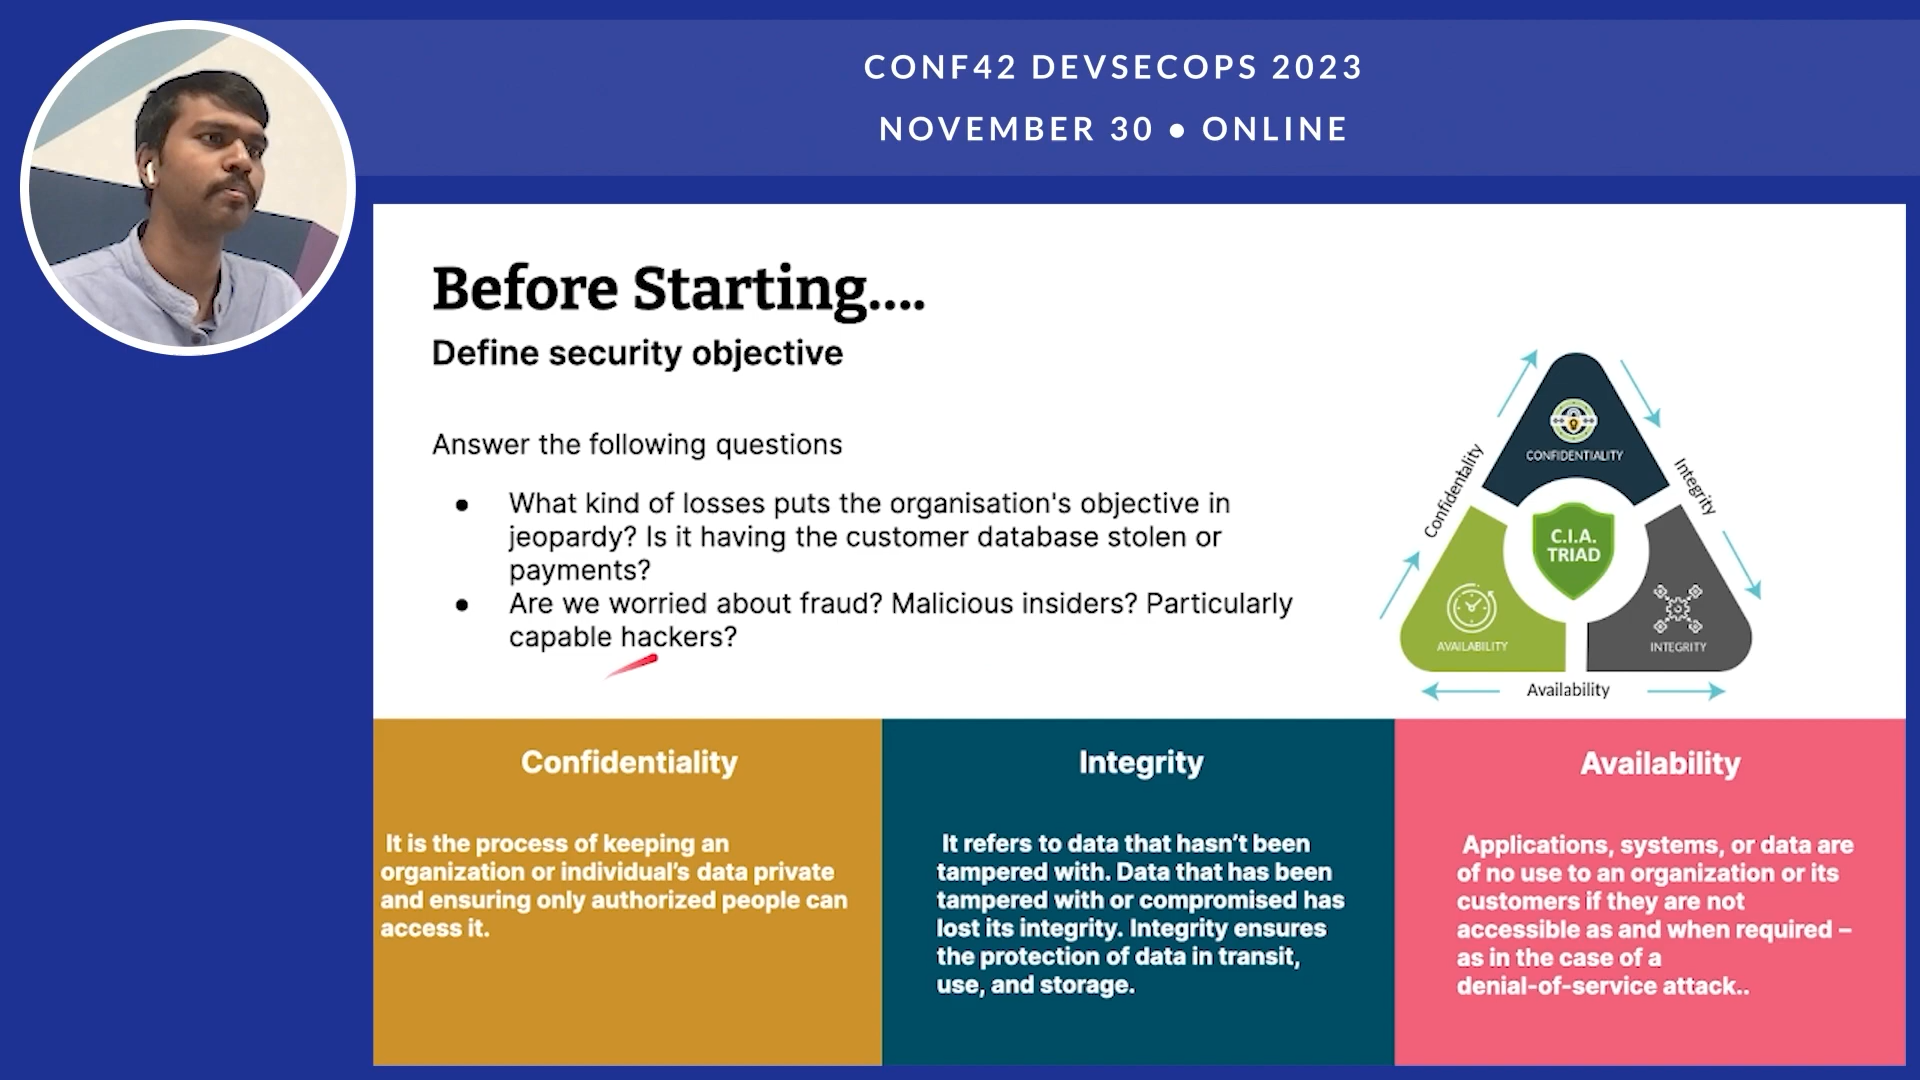 CONF42 DEVSECOPS 2023
NOVEMBER 30 • ONLINE
Before Starting....
Define security objective
Answer the following questions
● What kind of losses puts the organisation's objective in
jeopardy? Is it having the customer database stolen or
payments?
● Are we worried about fraud? Malicious insiders? Particularly
capable hackers?
CONFIDENTIALITY
Confidentiality
Integrity
C.I.A.
TRIAD
AVAILABILITY
INTEGRITY
Availability
Confidentiality
It is the process of keeping an
organization or individual’s data private
and ensuring only authorized people can
access it.
Integrity
It refers to data that hasn’t been
tampered with. Data that has been
tampered with or compromised has
lost its integrity. Integrity ensures
the protection of data in transit,
use, and storage.
Availability
Applications, systems, or data are
of no use to an organization or its
customers if they are not
accessible as and when required –
as in the case of a
denial-of-service attack..